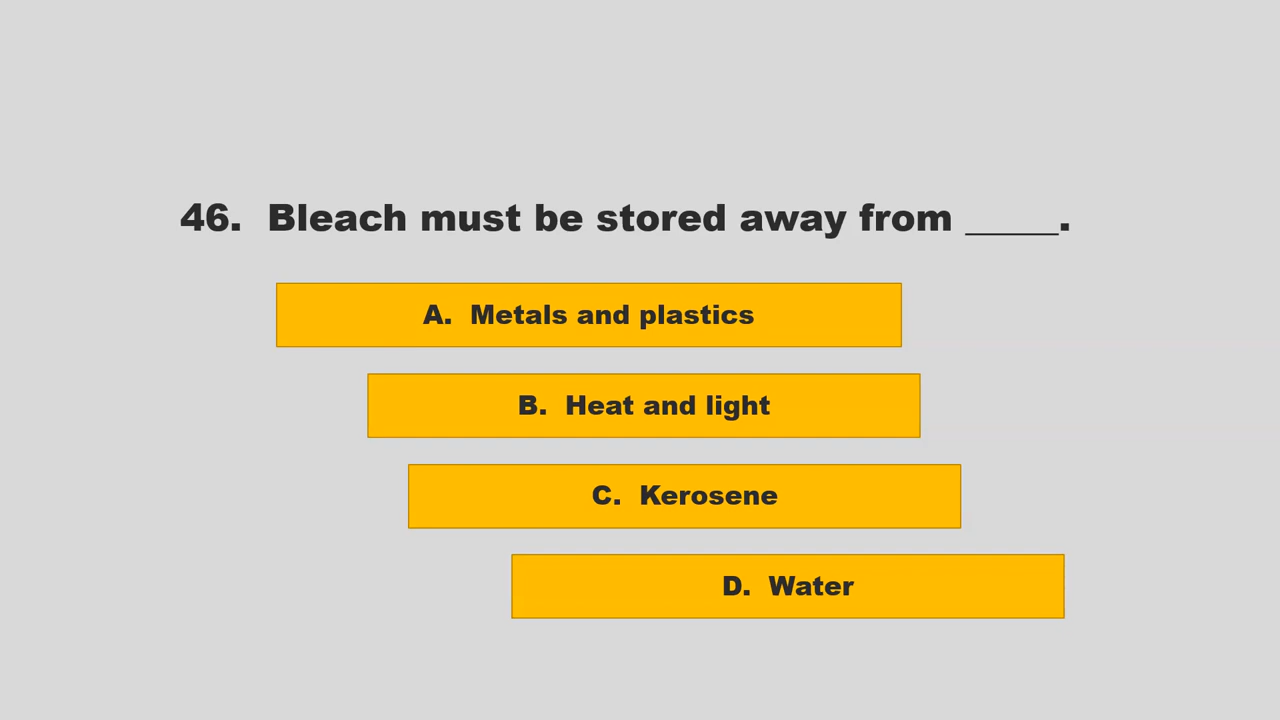 46.  Bleach must be stored away from _____.
A.  Metals and plastics
B.  Heat and light
C.  Kerosene
D.  Water